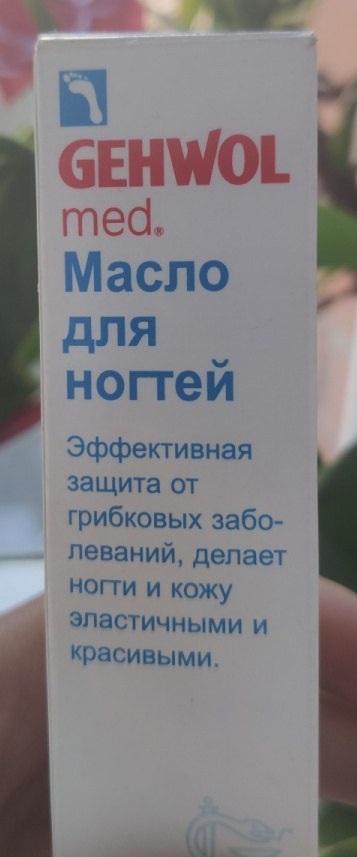 GEHWOL
med®
Масло
для
ногтей
Эффективная
защита от
грибковых забо-
леваний, делает
ногти и кожу
эластичными и
красивыми.